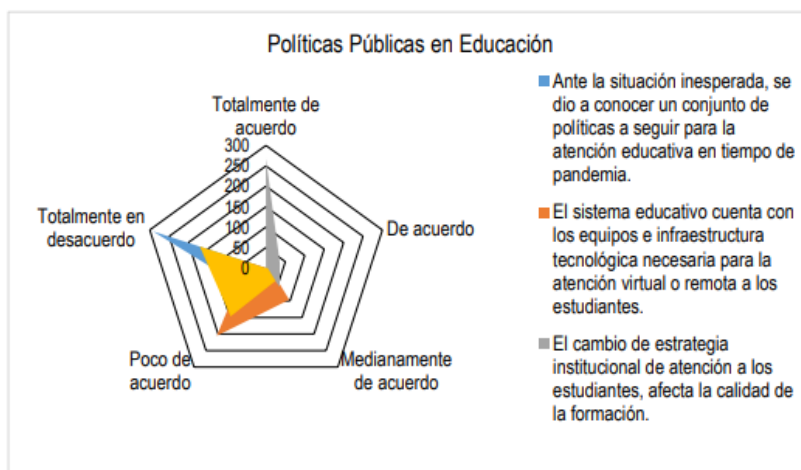 Políticas Públicas en Educación
Totalmente de
acuerdo
300
250
200
150
100
50
0
De acuerdo
Medianamente
de acuerdo
Poco de
acuerdo
Totalmente en
desacuerdo
Ante la situación inesperada, se
dio a conocer un conjunto de
políticas a seguir para la
atención educativa en tiempo de
pandemia.
El sistema educativo cuenta con
los equipos e infraestructura
tecnológica necesaria para la
atención virtual o remota a los
estudiantes.
El cambio de estrategia
institucional de atención a los
estudiantes, afecta la calidad de
la formación.